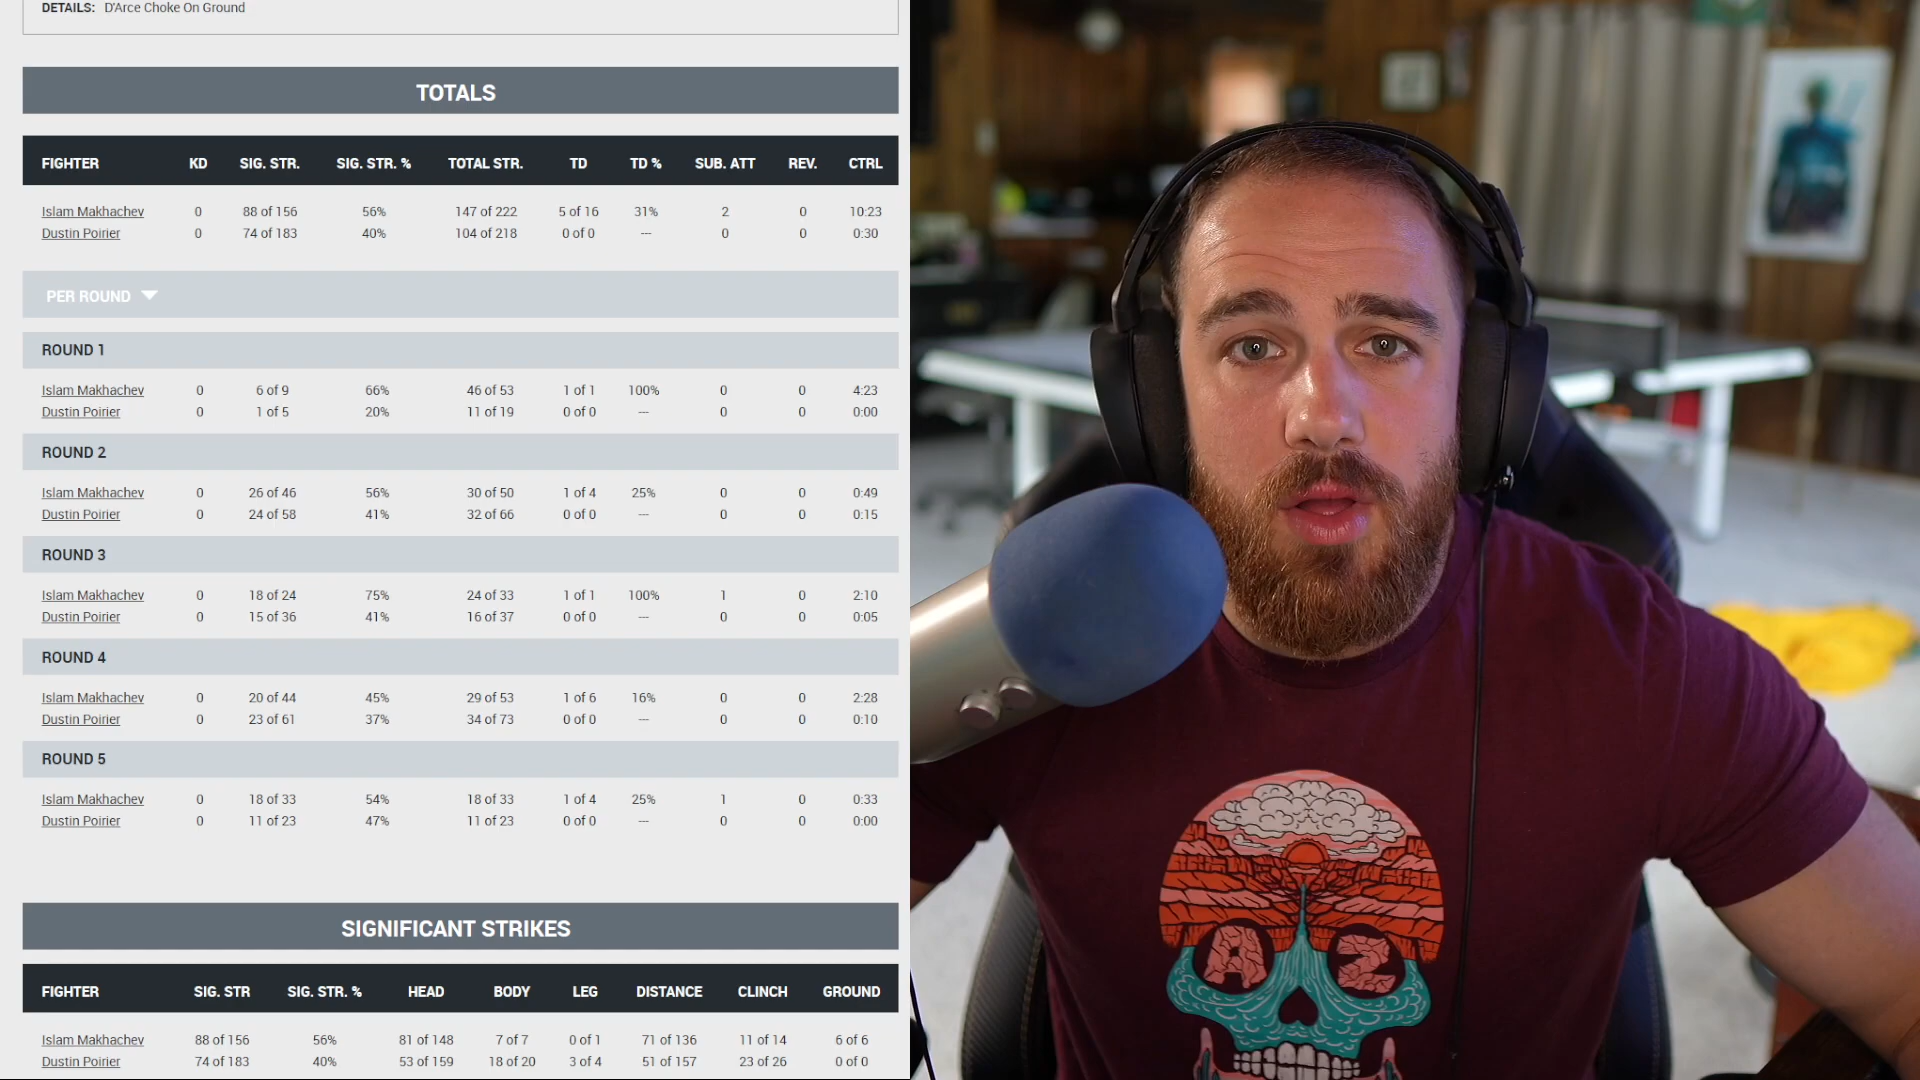 DETAILS: D'Arce Choke On Ground
TOTALS
FIGHTER KD SIG. STR. SIG. STR. % TOTAL STR. TD TD % SUB. ATT REV. CTRL
Islam Makhachev 0 88 of 156 56% 147 of 222 5 of 16 31% 2 0 10:23
Dustin Poirier 0 74 of 183 40% 104 of 218 0 of 0 --- 0 0 0:30
PER ROUND
ROUND 1
Islam Makhachev 0 6 of 9 66% 46 of 53 1 of 1 100% 0 0 4:23
Dustin Poirier 0 1 of 5 20% 11 of 19 0 of 0 --- 0 0 0:00
ROUND 2
Islam Makhachev 0 26 of 46 56% 30 of 50 1 of 4 25% 0 0 0:49
Dustin Poirier 0 24 of 58 41% 32 of 66 0 of 0 --- 0 0 0:15
ROUND 3
Islam Makhachev 0 18 of 24 75% 24 of 33 1 of 1 100% 1 0 2:10
Dustin Poirier 0 15 of 36 41% 16 of 37 0 of 0 --- 0 0 0:05
ROUND 4
Islam Makhachev 0 20 of 44 45% 29 of 53 1 of 6 16% 0 0 2:28
Dustin Poirier 0 23 of 61 37% 34 of 73 0 of 0 --- 0 0 0:10
ROUND 5
Islam Makhachev 0 18 of 33 54% 18 of 33 1 of 4 25% 1 0 0:33
Dustin Poirier 0 11 of 23 47% 11 of 23 0 of 0 --- 0 0 0:00
SIGNIFICANT STRIKES
FIGHTER SIG. STR SIG. STR. % HEAD BODY LEG DISTANCE CLINCH GROUND
Islam Makhachev 88 of 156 56% 81 of 148 7 of 7 0 of 1 71 of 136 11 of 14 6 of 6
Dustin Poirier 74 of 183 40% 53 of 159 18 of 20 3 of 4 51 of 157 23 of 26 0 of 0
A Z